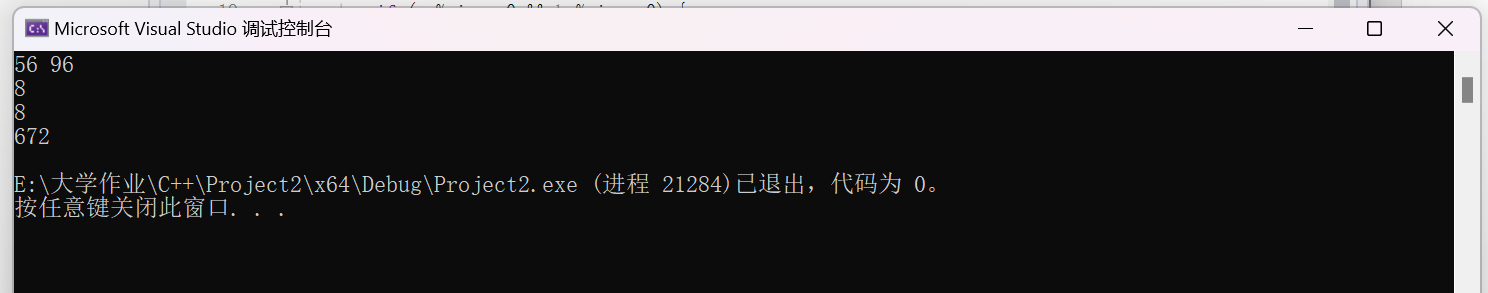 Microsoft Visual Studio 调试控制台
56 96
8
8
672
E:\大学作业\C++\Project2\x64\Debug\Project2.exe (进程 21284)已退出，代码为 0。
按任意键关闭此窗口. . .